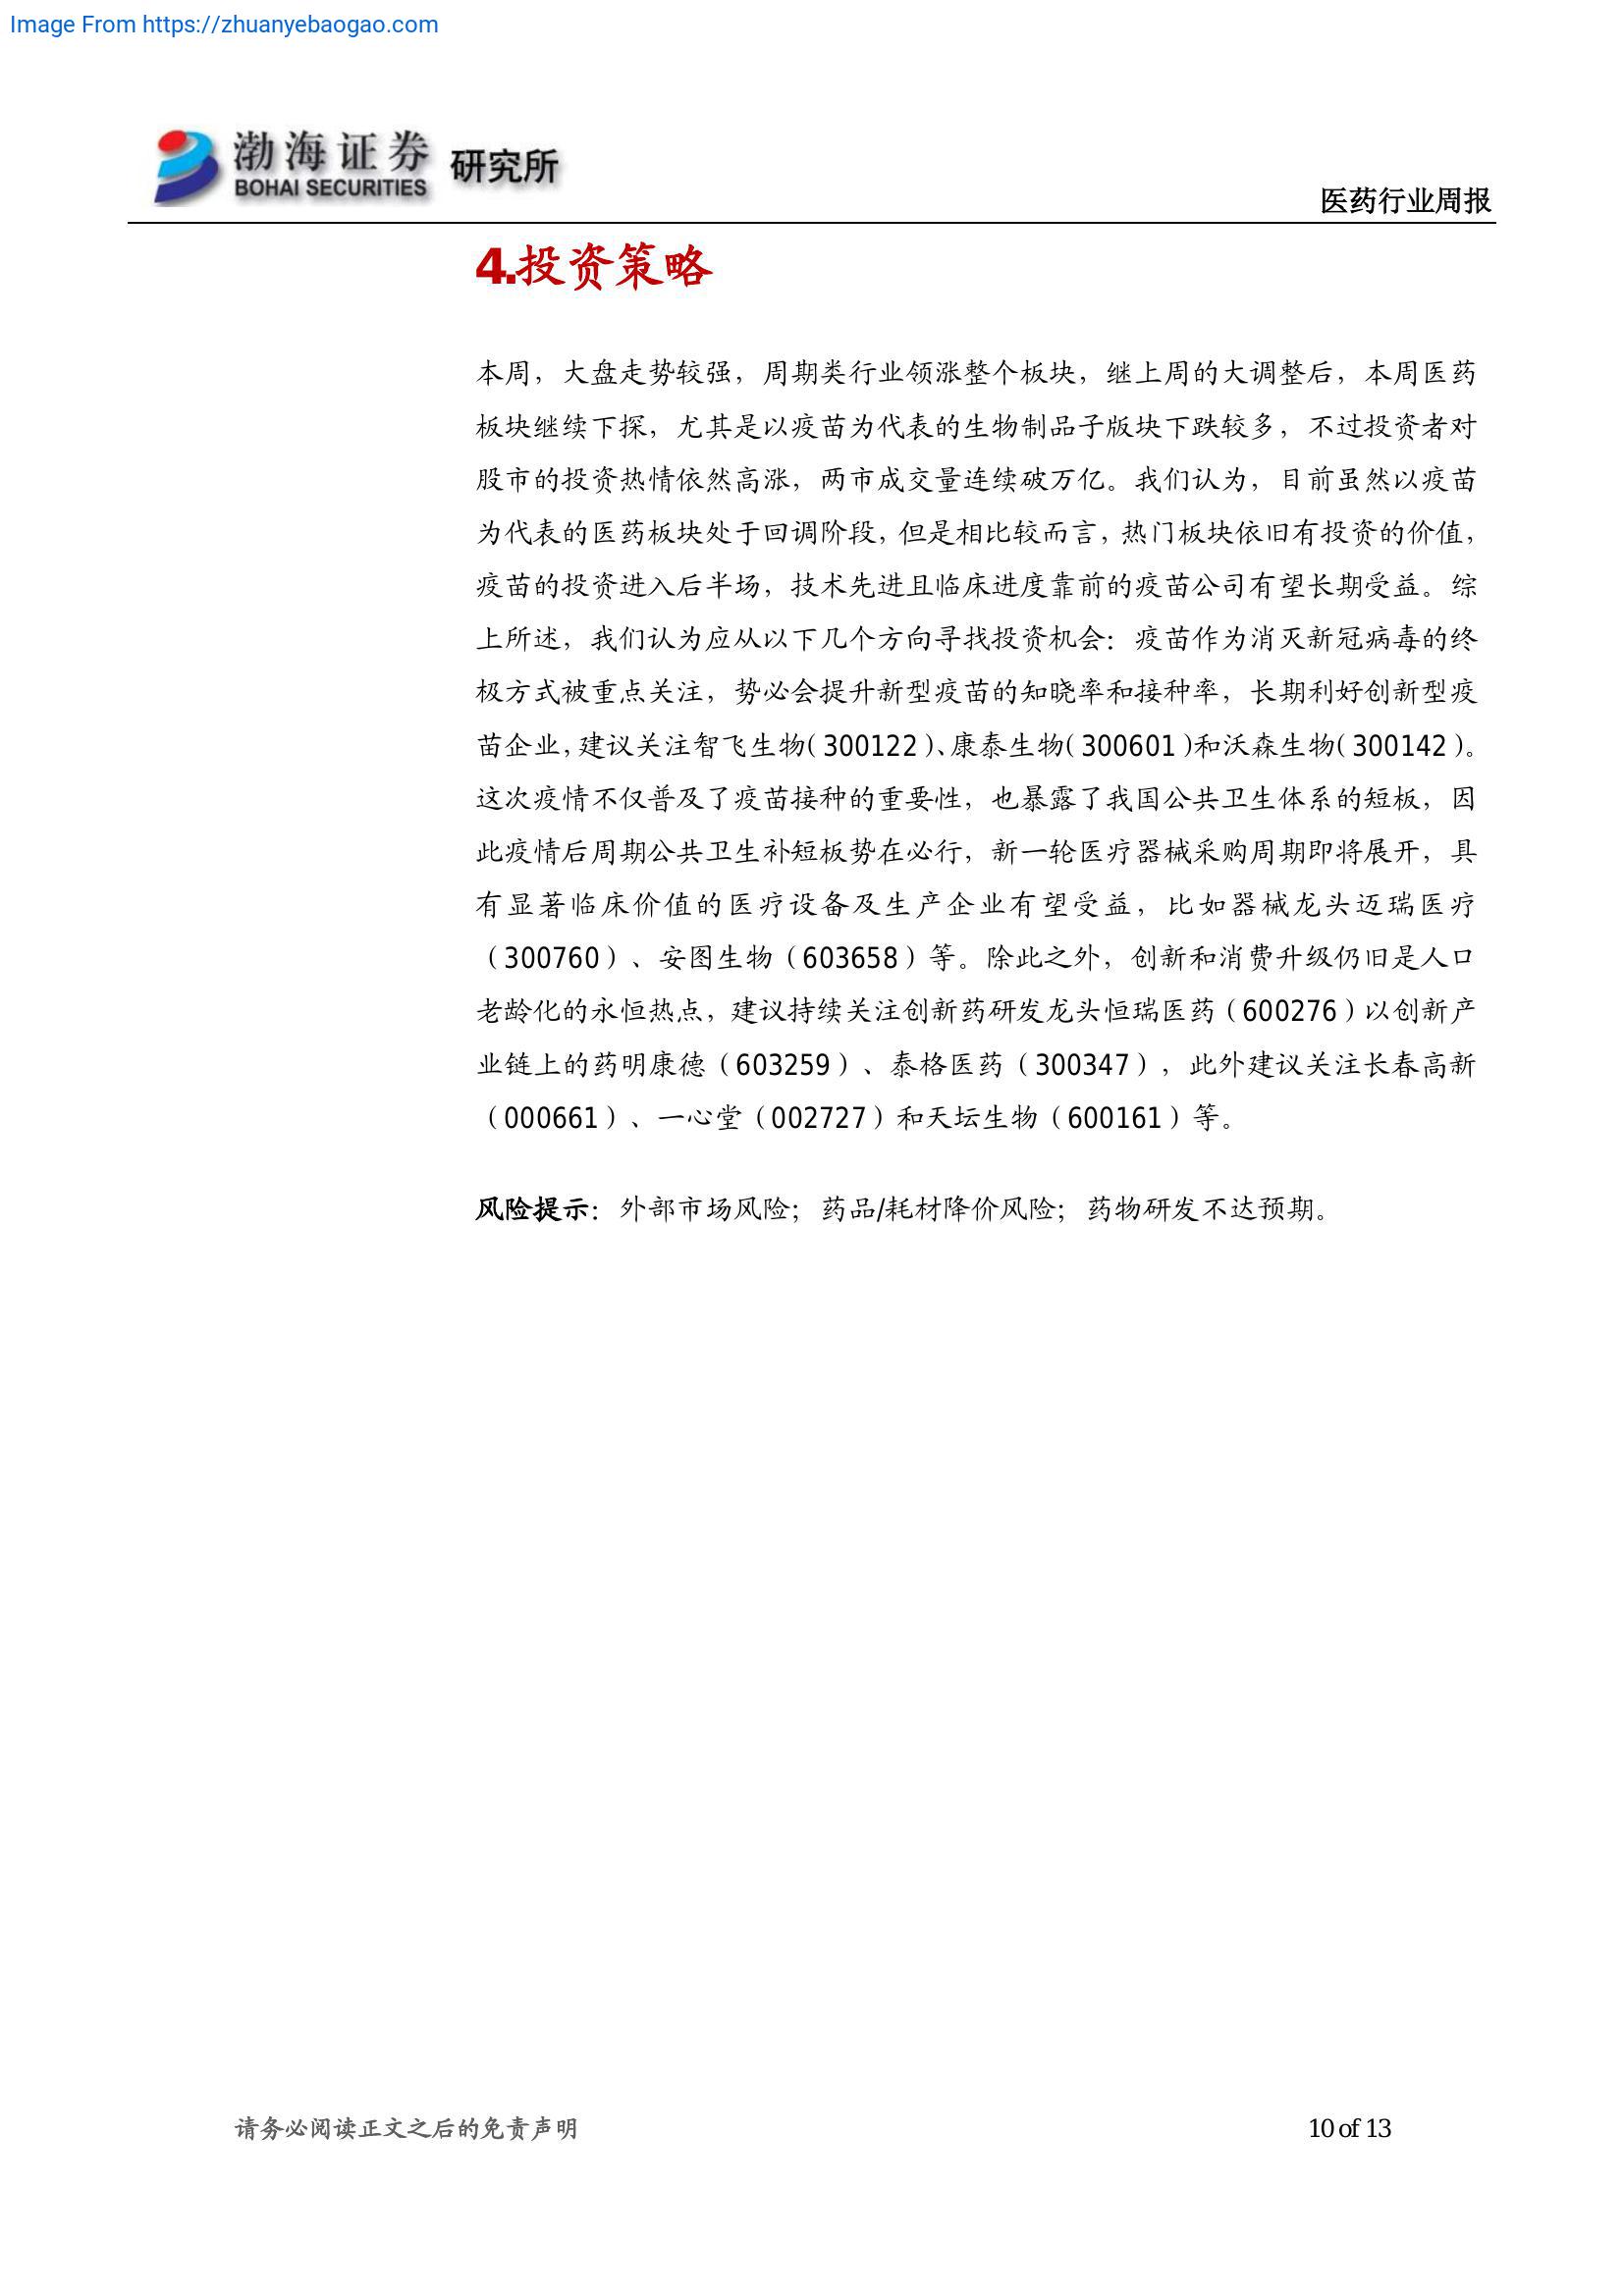 Image From https://zhuanyebaogao.com
渤海证券 研究所
BOHAI SECURITIES
医药行业周报
4.投资策略
本周，大盘走势较强，周期类行业领涨整个板块，继上周的大调整后，本周医药
板块继续下探，尤其是以疫苗为代表的生物制品子版块下跌较多，不过投资者对
股市的投资热情依然高涨，两市成交量连续破万亿。我们认为，目前虽然以疫苗
为代表的医药板块处于回调阶段，但是相比较而言，热门板块依旧有投资的价值，
疫苗的投资进入后半场，技术先进且临床进度靠前的疫苗公司有望长期受益。综
上所述，我们认为应从以下几个方向寻找投资机会：疫苗作为消灭新冠病毒的终
极方式被重点关注，势必会提升新型疫苗的知晓率和接种率，长期利好创新型疫
苗企业，建议关注智飞生物（300122）、康泰生物（300601）和沃森生物（300142）。
这次疫情不仅普及了疫苗接种的重要性，也暴露了我国公共卫生体系的短板，因
此疫情后周期公共卫生补短板势在必行，新一轮医疗器械采购周期即将展开，具
有显著临床价值的医疗设备及生产企业有望受益，比如器械龙头迈瑞医疗
（300760）、安图生物（603658）等。除此之外，创新和消费升级仍旧是人口
老龄化的永恒热点，建议持续关注创新药研发龙头恒瑞医药（600276）以创新产
业链上的药明康德（603259）、泰格医药（300347），此外建议关注长春高新
（000661）、一心堂（002727）和天坛生物（600161）等。
风险提示：外部市场风险；药品/耗材降价风险；药物研发不达预期。
请务必阅读正文之后的免责声明
10 of 13